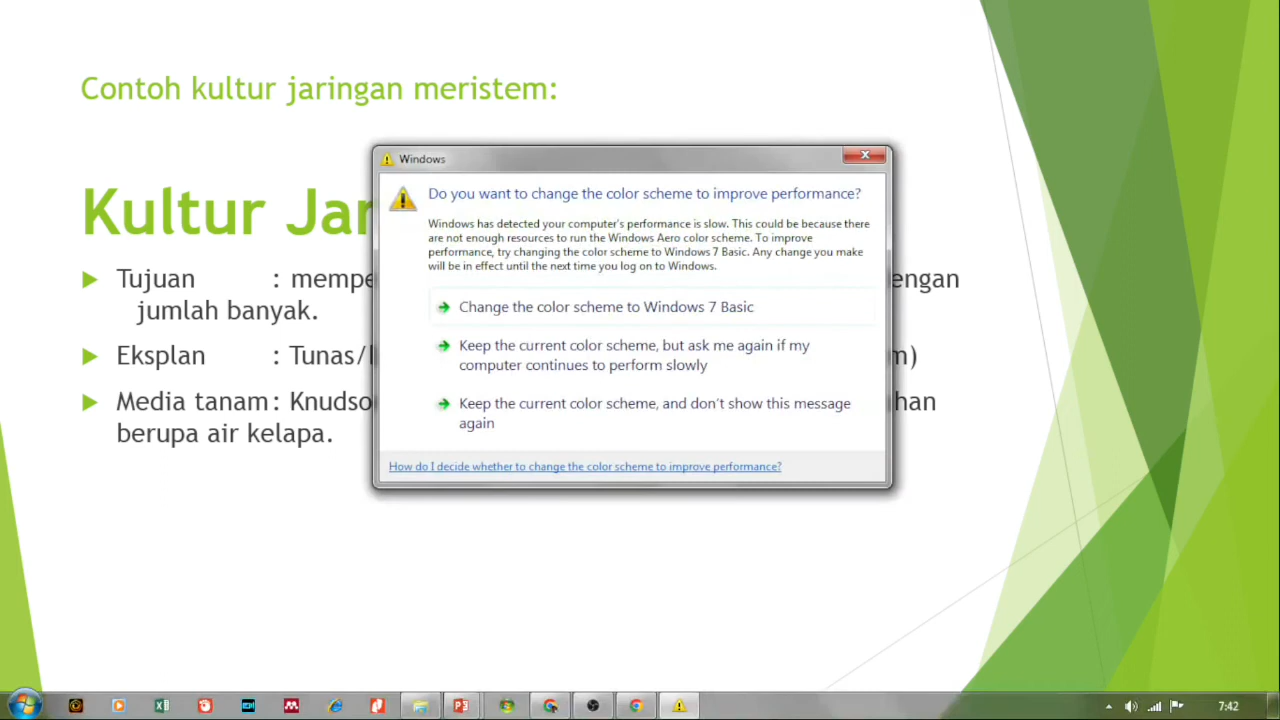 Contoh kultur jaringan meristem:
Windows
Do you want to change the color scheme to improve performance?
Windows has detected your computer's performance is slow. This could be because there
are not enough resources to run the Windows Aero color scheme. To improve
performance, try changing the color scheme to Windows 7 Basic. Any change you make
will be in effect until the next time you log on to Windows.
Change the color scheme to Windows 7 Basic
Keep the current color scheme, but ask me again if my
computer continues to perform slowly
Keep the current color scheme, and don't show this message
again
How do I decide whether to change the color scheme to improve performance?
Kultur Jar
Tujuan : mempe engan
jumlah banyak.
Eksplan : Tunas/ m)
Media tanam : Knudso han
berupa air kelapa.
7:42